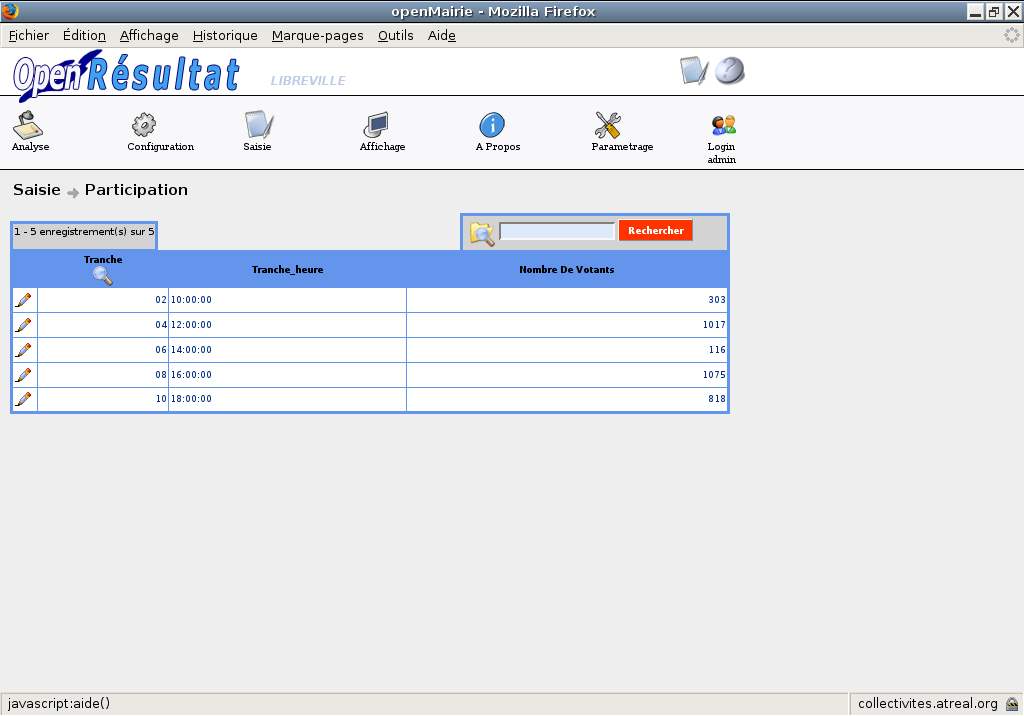 openMairie - Mozilla Firefox
Fichier Édition Affichage Historique Marque-pages Outils Aide
OpenRésultat LIBREVILLE
Analyse Configuration Saisie Affichage A Propos Parametrage Login admin
Saisie Participation
1 - 5 enregistrement(s) sur 5 Rechercher
Tranche Tranche_heure Nombre De Votants
02 10:00:00 303
04 12:00:00 1017
06 14:00:00 116
08 16:00:00 1075
10 18:00:00 818
javascript:aide() collectivites.atreal.org